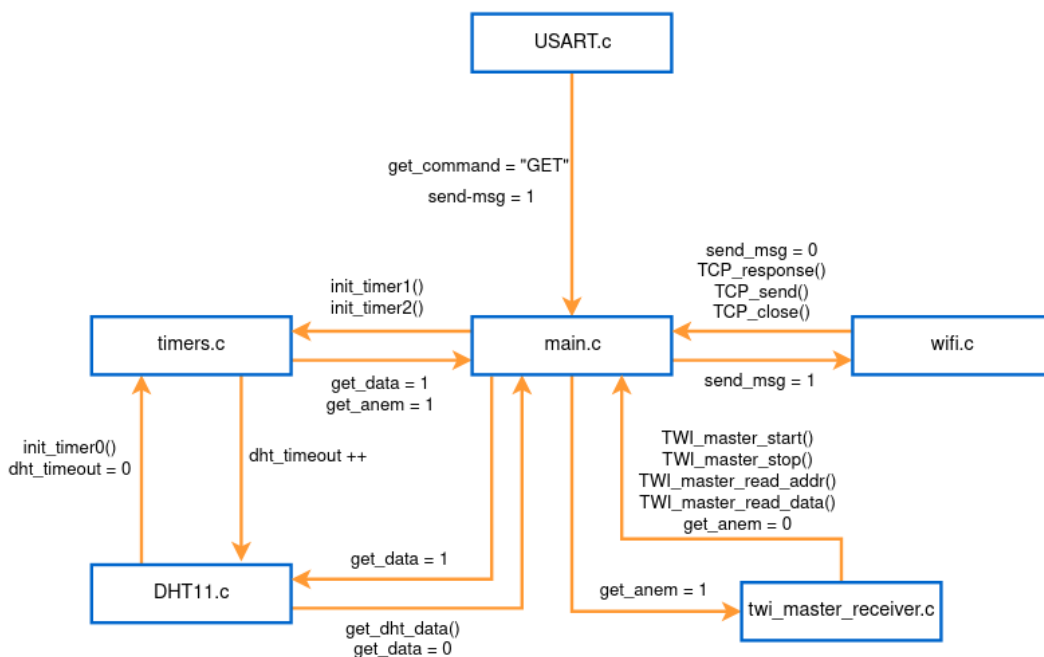 USART.c
get_command = "GET"
send-msg = 1
send_msg = 0
TCP_response()
TCP_send()
TCP_close()
init_timer1()
init_timer2()
timers.c
main.c
wifi.c
get_data = 1
get_anem = 1
send_msg = 1
init_timer0()
dht_timeout = 0
dht_timeout ++
TWI_master_start()
TWI_master_stop()
TWI_master_read_addr()
TWI_master_read_data()
get_anem = 0
get_data = 1
DHT11.c
get_anem = 1
twi_master_receiver.c
get_dht_data()
get_data = 0